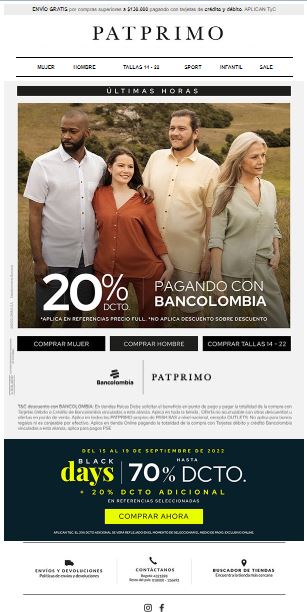 ENVÍO GRATIS por compras superiores a $130.000 pagando con tarjetas de crédito y débito. APLICAN TyC
PATPRIMO
MUJER HOMBRE TALLAS 14 - 22 SPORT INFANTIL SALE
ÚLTIMAS HORAS
20% DCTO.
PAGANDO CON
BANCOLOMBIA
*APLICA EN REFERENCIAS PRECIO FULL. *NO APLICA DESCUENTO SOBRE DESCUENTO
COMPRAR MUJER COMPRAR HOMBRE COMPRAR TALLAS 14 - 22
Bancolombia PATPRIMO
DEL 15 AL 19 DE SEPTIEMBRE DE 2022
BLACK days
HASTA 70% DCTO.
+ 20% DCTO ADICIONAL
EN REFERENCIAS SELECCIONADAS
COMPRAR AHORA
ENVÍOS Y DEVOLUCIONES
Políticas de envíos y devoluciones
CONTÁCTANOS
BUSCADOR DE TIENDAS
Encuentra la tienda más cercana